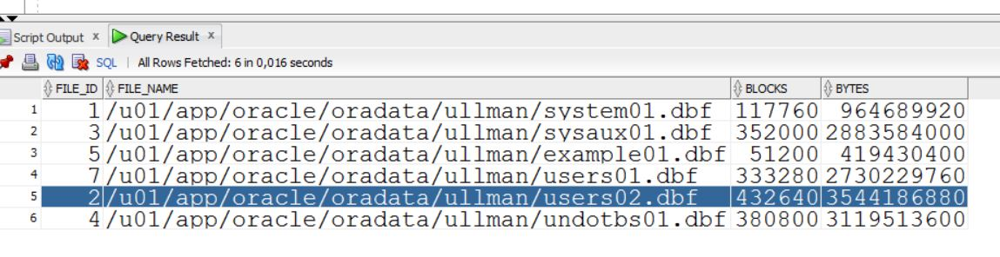 Script Output x Query Result x
SQL | All Rows Fetched: 6 in 0,016 seconds
FILE_ID FILE_NAME BLOCKS BYTES
1 1 /u01/app/oracle/oradata/ullman/system01.dbf 117760 964689920
2 3 /u01/app/oracle/oradata/ullman/sysaux01.dbf 352000 2883584000
3 5 /u01/app/oracle/oradata/ullman/example01.dbf 51200 419430400
4 7 /u01/app/oracle/oradata/ullman/users01.dbf 333280 2730229760
5 2 /u01/app/oracle/oradata/ullman/users02.dbf 432640 3544186880
6 4 /u01/app/oracle/oradata/ullman/undotbs01.dbf 380800 3119513600